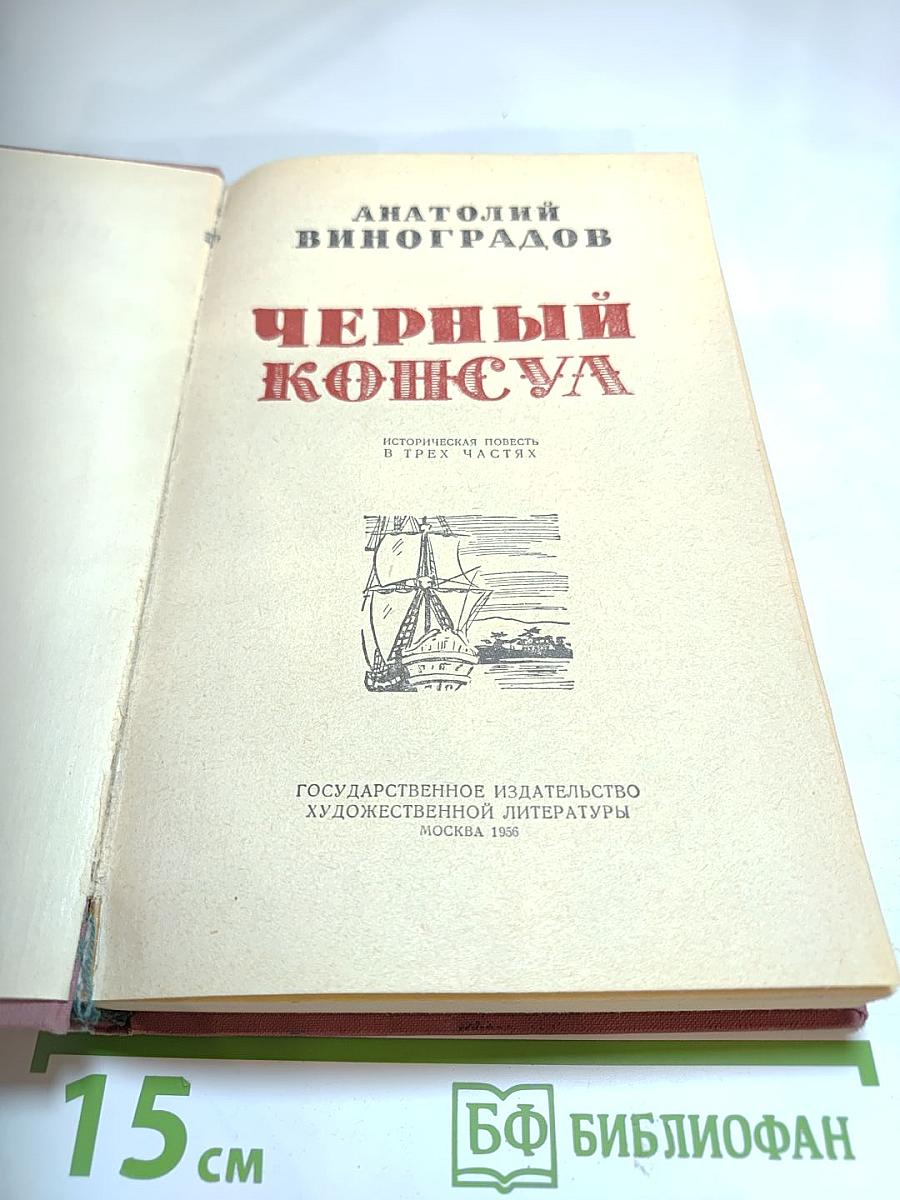 АНАТОЛИЙ
ВИНОГРАДОВ
ЧЕРНЫЙ
КОНСУЛ
ИСТОРИЧЕСКАЯ ПОВЕСТЬ
В ТРЕХ ЧАСТЯХ
ГОСУДАРСТВЕННОЕ ИЗДАТЕЛЬСТВО
ХУДОЖЕСТВЕННОЙ ЛИТЕРАТУРЫ
МОСКВА 1956
15 см
БФ БИБЛИОФАН